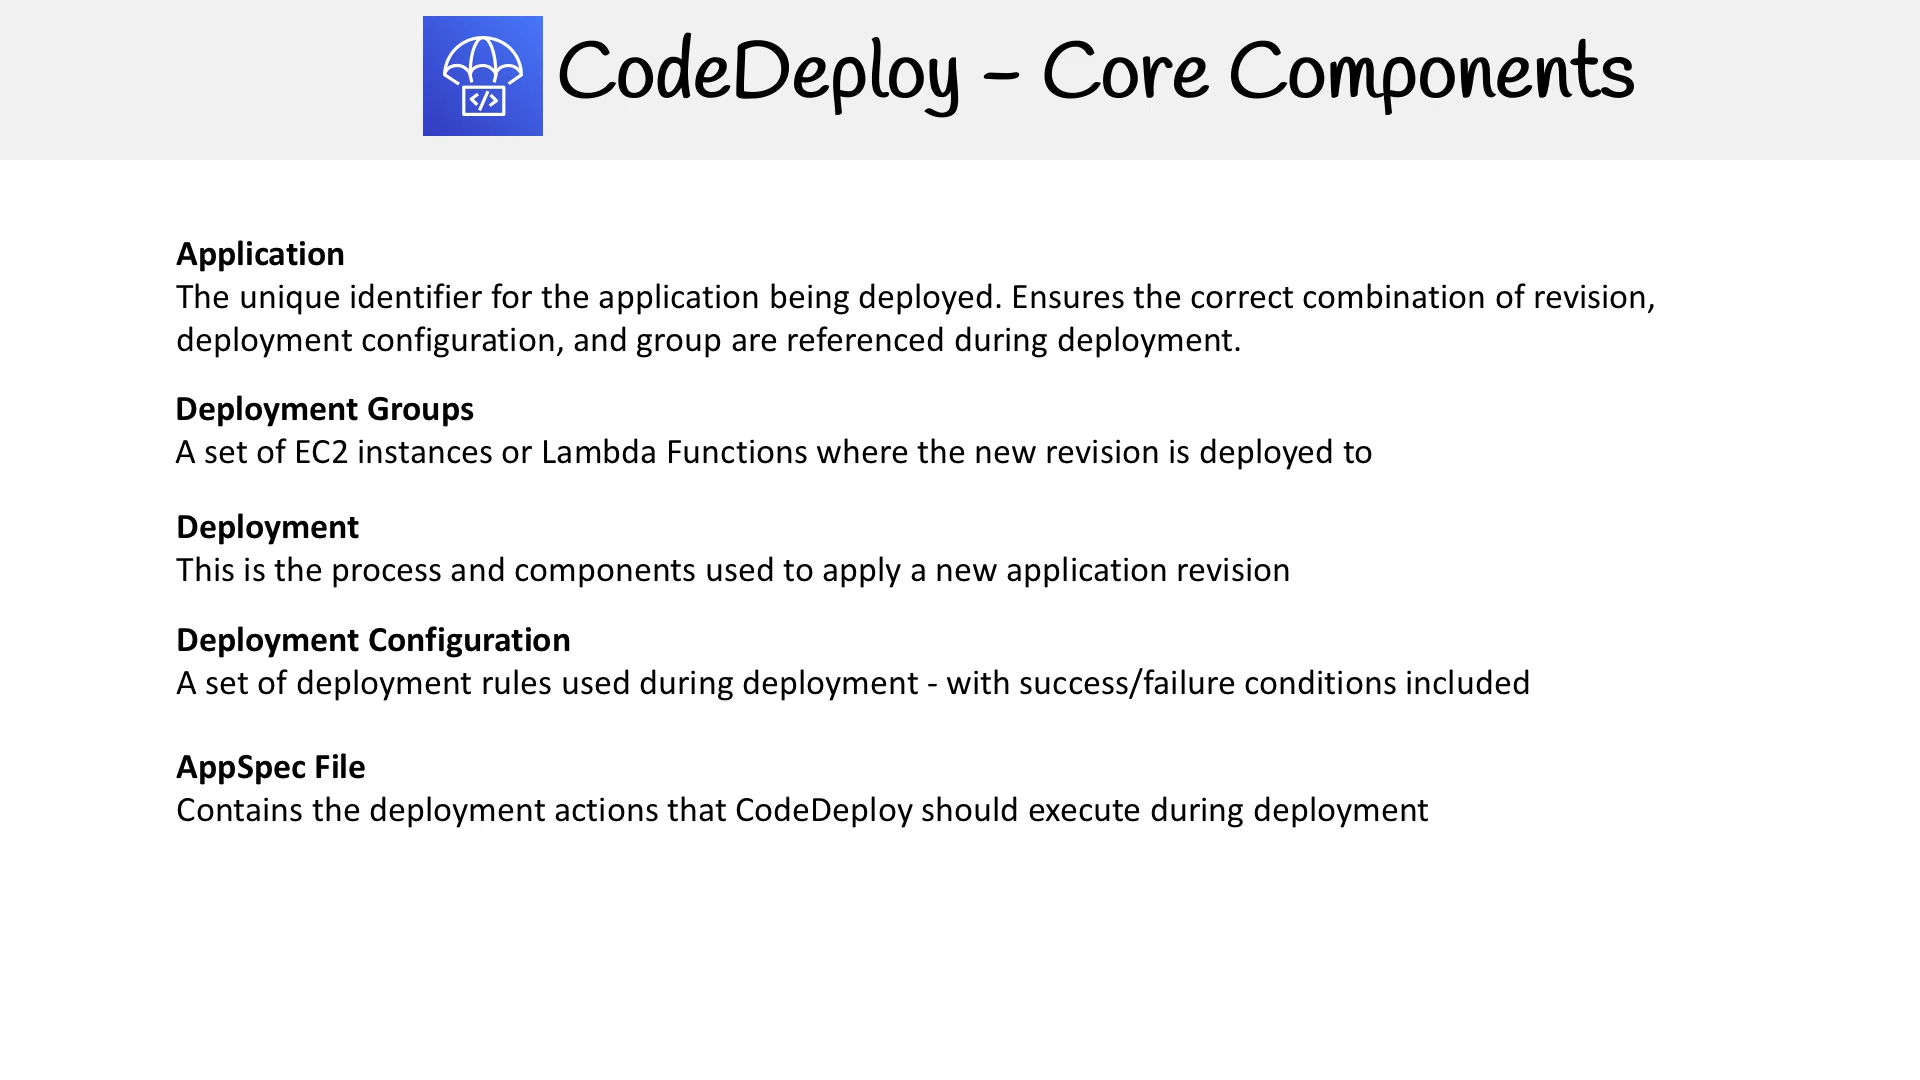 CodeDeploy - Core Components
</>
Application
The unique identifier for the application being deployed. Ensures the correct combination of revision,
deployment configuration, and group are referenced during deployment.
Deployment Groups
A set of EC2 instances or Lambda Functions where the new revision is deployed to
Deployment
This is the process and components used to apply a new application revision
Deployment Configuration
A set of deployment rules used during deployment - with success/failure conditions included
AppSpec File
Contains the deployment actions that CodeDeploy should execute during deployment